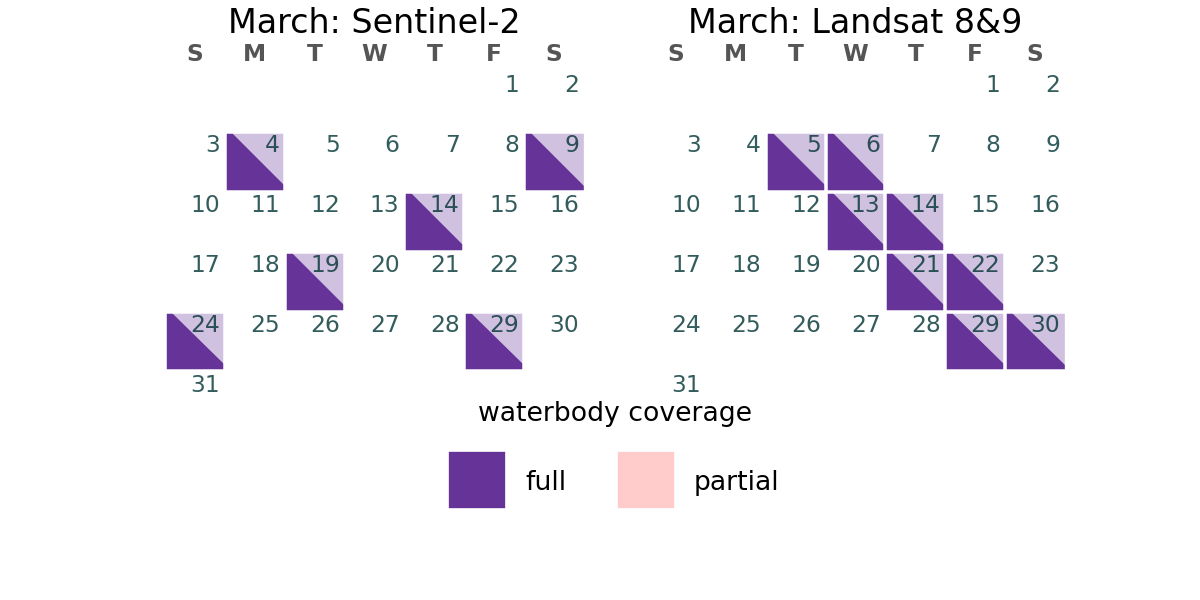 March: Sentinel-2
S M T W T F S
1 2
3 4 5 6 7 8 9
10 11 12 13 14 15 16
17 18 19 20 21 22 23
24 25 26 27 28 29 30
31
March: Landsat 8&9
S M T W T F S
1 2
3 4 5 6 7 8 9
10 11 12 13 14 15 16
17 18 19 20 21 22 23
24 25 26 27 28 29 30
31
waterbody coverage
full partial